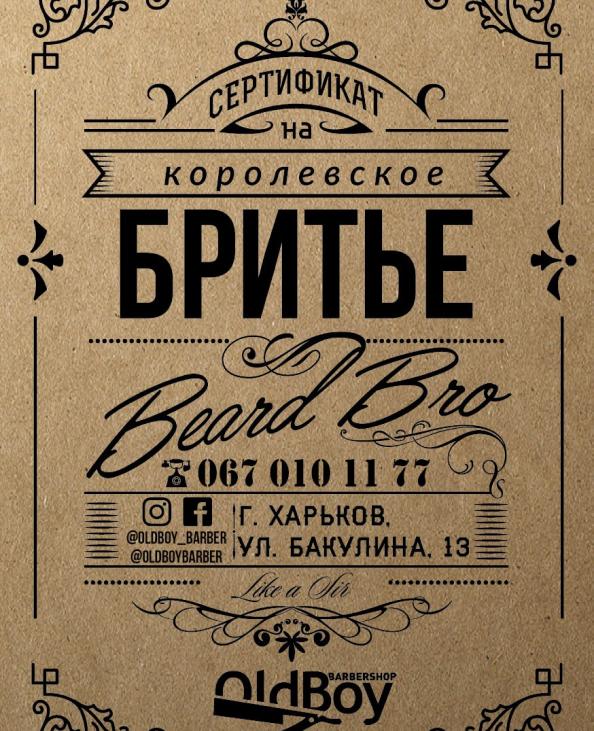 СЕРТИФИКАТ
на
королевское
БРИТЬЕ
Beard Bro
067 010 11 77
@OLDBOY_BARBER
@OLDBOYBARBER
Г. ХАРЬКОВ,
УЛ. БАКУЛИНА, 13
Like a Sir
OldBoy
BARBERSHOP